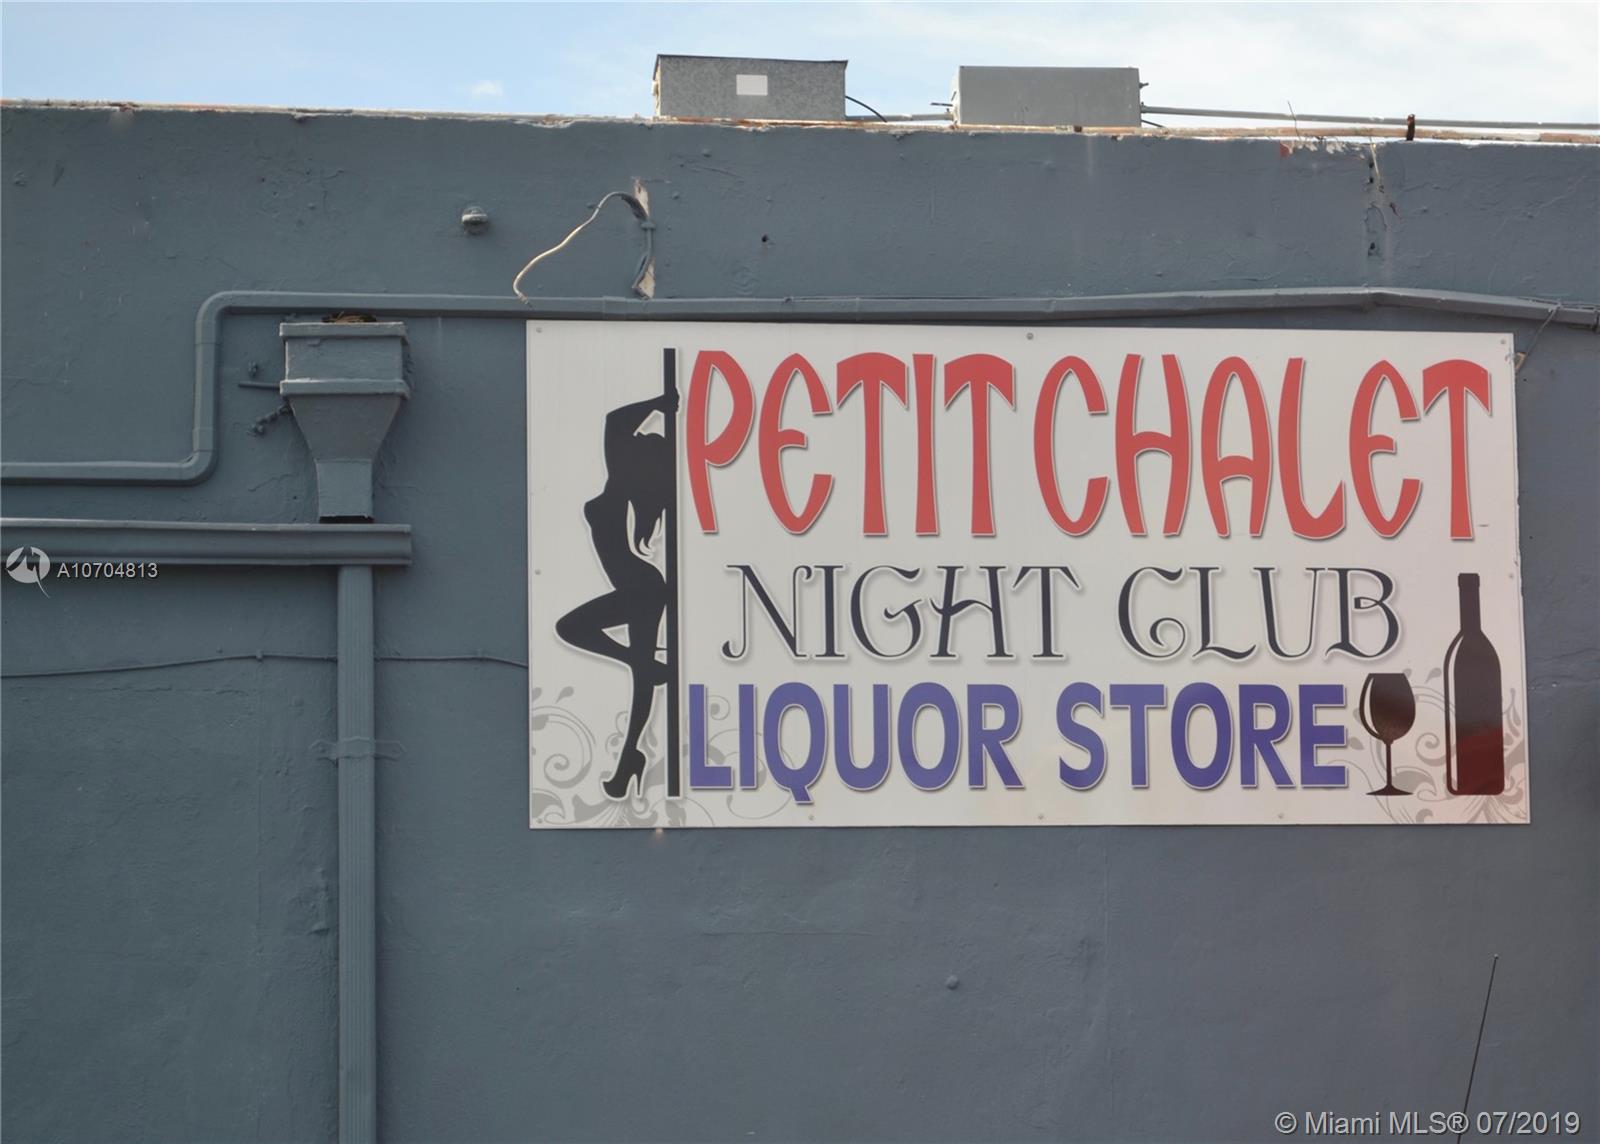 PETIT CHALET
NIGHT CLUB
LIQUOR STORE
A10704813
© Miami MLS® 07/2019